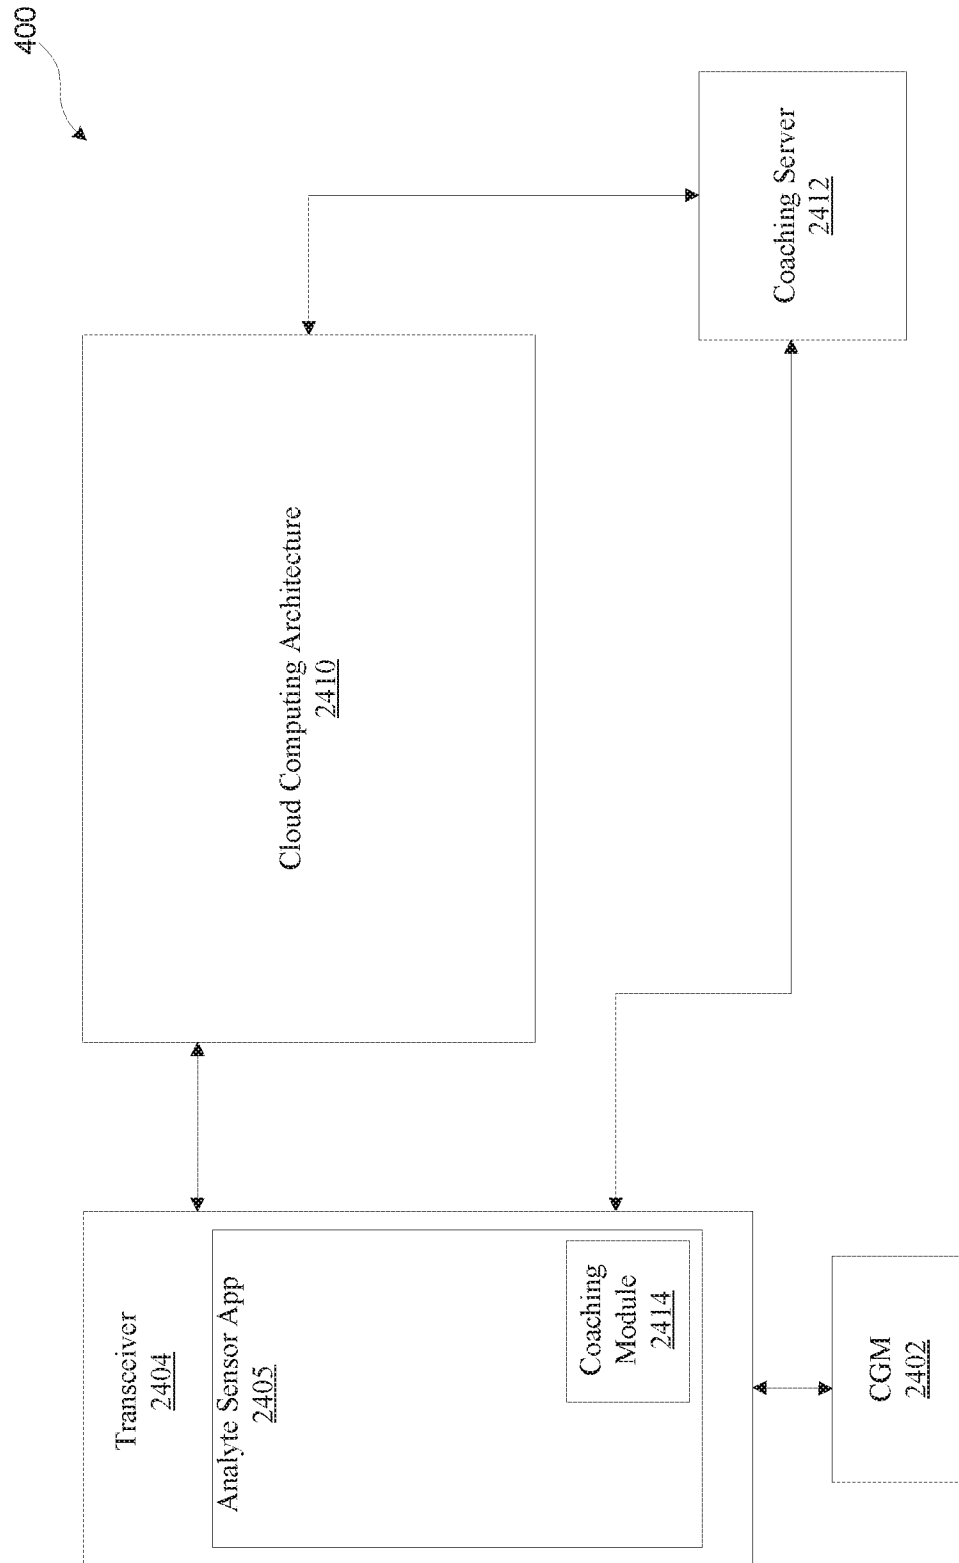 400
Transceiver
2404
Analyte Sensor App
2405
Coaching
Module
2414
CGM
2402
Cloud Computing Architecture
2410
Coaching Server
2412